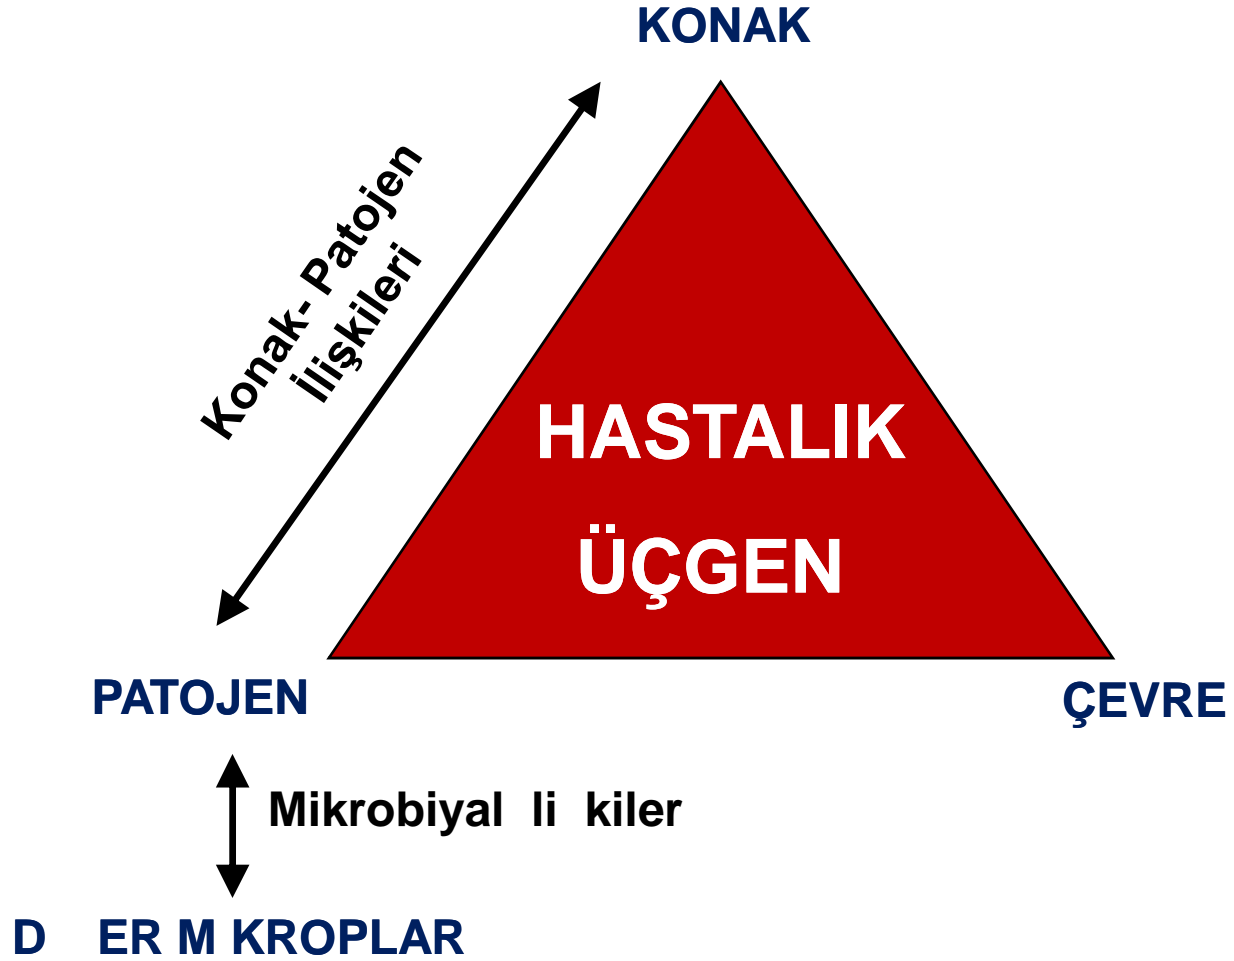 KONAK
Konak- Patojen
İlişkileri
HASTALIK
ÜÇGEN
PATOJEN
ÇEVRE
Mikrobiyal li kiler
D ER M KROPLAR